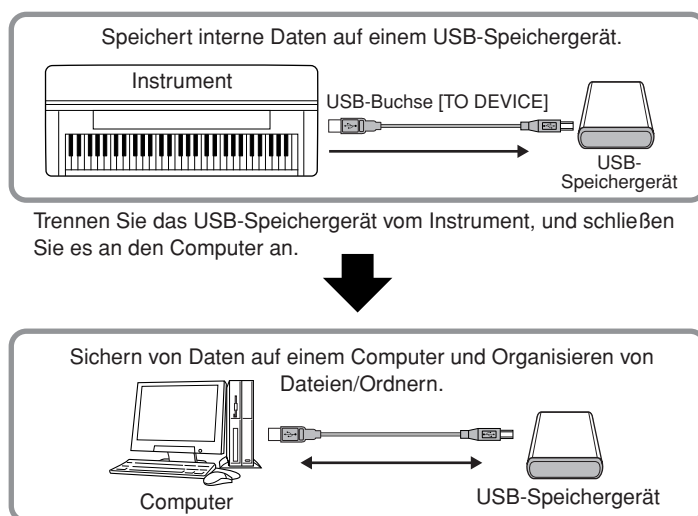 Speichert interne Daten auf einem USB-Speichergerät.
Instrument
USB-Buchse [TO DEVICE]
USB-
Speichergerät
Trennen Sie das USB-Speichergerät vom Instrument, und schließen
Sie es an den Computer an.
Sichern von Daten auf einem Computer und Organisieren von
Dateien/Ordnern.
Computer
USB-Speichergerät